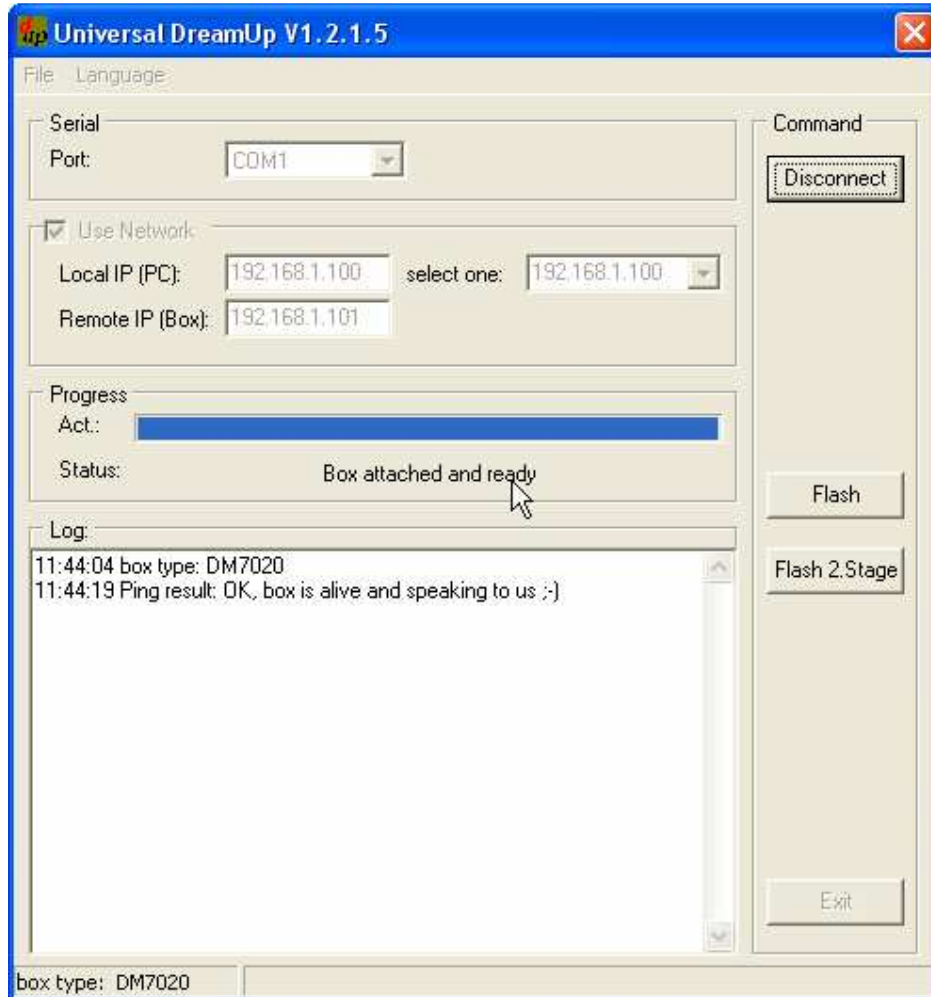 up Universal DreamUp V1.2.1.5
File Language
Serial
Port: COM1
Command
Disconnect
Use Network
Local IP (PC): 192.168.1.100 select one: 192.168.1.100
Remote IP (Box): 192.168.1.101
Progress
Act.:
Status: Box attached and ready
Flash
Log:
11:44:04 box type: DM7020
11:44:19 Ping result: OK, box is alive and speaking to us ;-)
Flash 2.Stage
Exit
box type: DM7020